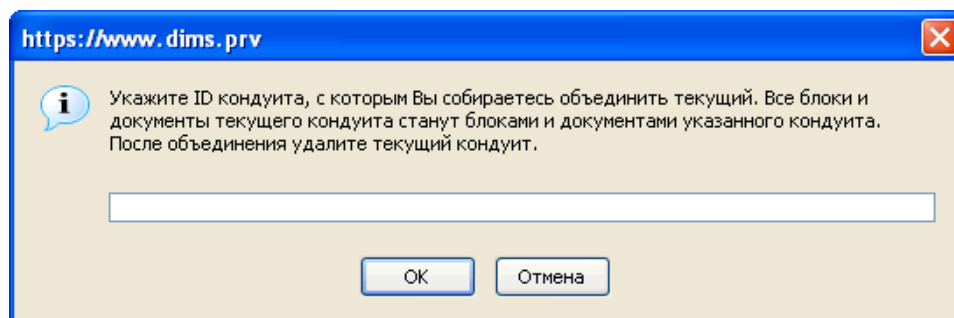 https://www.dims.prv
Укажите ID кондуита, с которым Вы собираетесь объединить текущий. Все блоки и
документы текущего кондуита станут блоками и документами указанного кондуита.
После объединения удалите текущий кондуит.
OK
Отмена